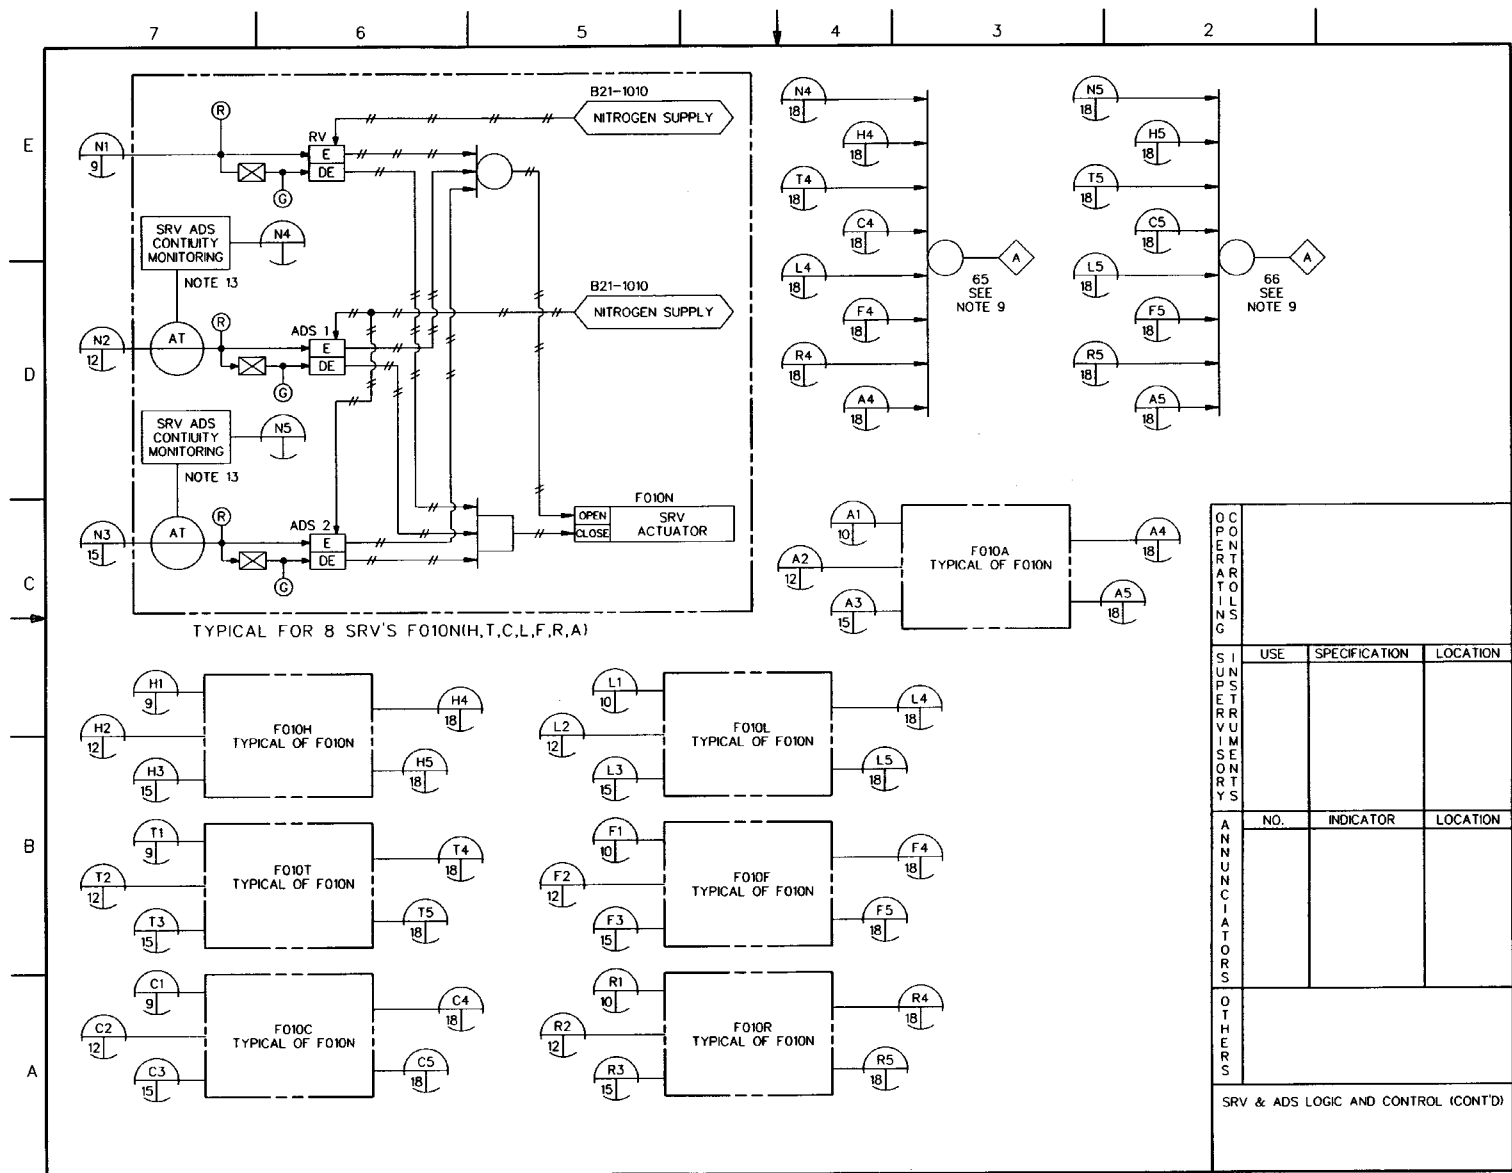 7 6 5 4 3 2
E
D
C
B
A
B21-1010
NITROGEN SUPPLY
R
RV
N1
9
E
DE
G
SRV ADS
CONTIUITY
MONITORING
N4
NOTE 13
B21-1010
NITROGEN SUPPLY
R
ADS 1
N2
12
AT
E
DE
G
SRV ADS
CONTIUITY
MONITORING
N5
NOTE 13
R
ADS 2
N3
15
AT
E
DE
G
F010N
OPEN
CLOSE
SRV
ACTUATOR
TYPICAL FOR 8 SRV'S F010N(H,T,C,L,F,R,A)
N4
18
H4
18
T4
18
C4
18
L4
18
F4
18
R4
18
A4
18
A
65
SEE
NOTE 9
N5
18
H5
18
T5
18
C5
18
L5
18
F5
18
R5
18
A5
18
A
66
SEE
NOTE 9
A1
10
A2
12
A3
15
F010A
TYPICAL OF F010N
A4
18
A5
18
H1
9
H2
12
H3
15
F010H
TYPICAL OF F010N
H4
18
H5
18
L1
10
L2
12
L3
15
F010L
TYPICAL OF F010N
L4
18
L5
18
T1
9
T2
12
T3
15
F010T
TYPICAL OF F010N
T4
18
T5
18
F1
10
F2
12
F3
15
F010F
TYPICAL OF F010N
F4
18
F5
18
C1
9
C2
12
C3
15
F010C
TYPICAL OF F010N
C4
18
C5
18
R1
10
R2
12
R3
15
F010R
TYPICAL OF F010N
R4
18
R5
18
OPERATING
CONTROLS
SUPERVISORY
INSTRUMENTS
USE SPECIFICATION LOCATION
ANNUNCIATORS
NO. INDICATOR LOCATION
OTHERS
SRV & ADS LOGIC AND CONTROL (CONT'D)